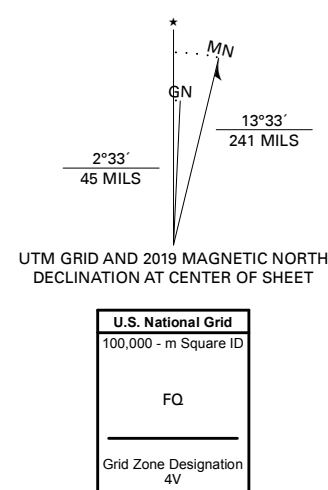 ★
MN
GN
13°33´
241 MILS
2°33´
45 MILS
UTM GRID AND 2019 MAGNETIC NORTH
DECLINATION AT CENTER OF SHEET
U.S. National Grid
100,000 - m Square ID
FQ
Grid Zone Designation
4V